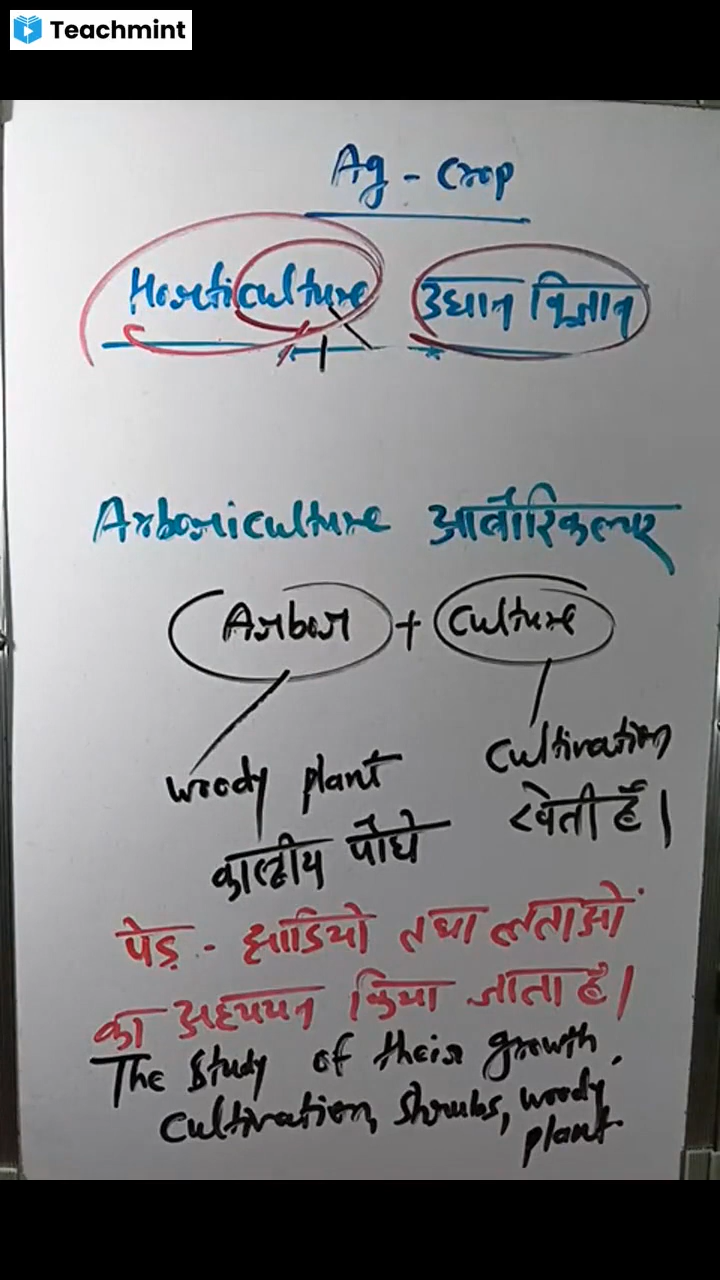 Teachmint
Ag - Crop
Horticulture उधान विज्ञान
Arboriculture आर्बोरिकल्चर
Arbor + Culture
woody plant Cultivation
काष्ठीय पौधे खेती हैं।
पेड़ - झाडियो तथा लताओं
का अध्ययन किया जाता है।
The study of their growth,
Cultivation, shrubs, woody
plant